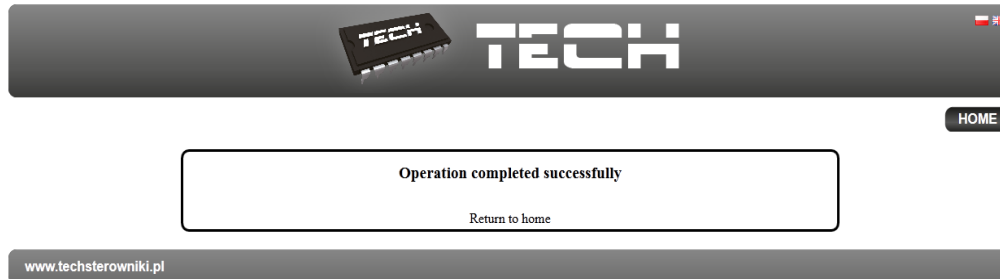 TECH TECH
HOME
Operation completed successfully
Return to home
www.techsterowniki.pl